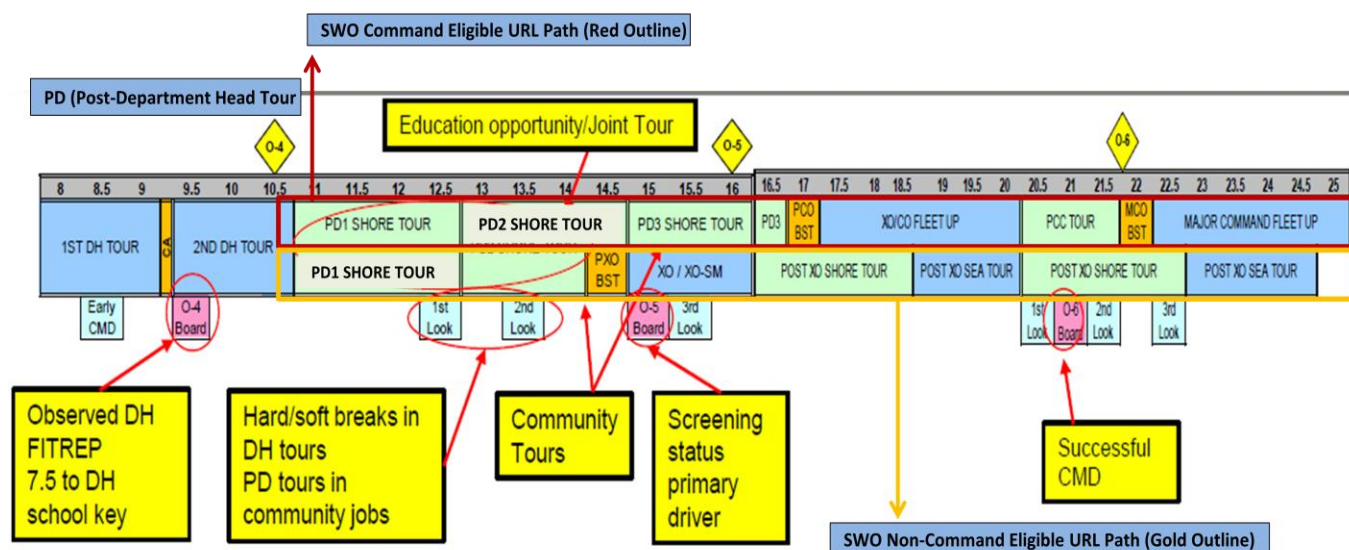 SWO Command Eligible URL Path (Red Outline)
PD (Post-Department Head Tour
Education opportunity/Joint Tour
O-4
O-5
O-6
8 8.5 9 9.5 10 10.5 11 11.5 12 12.5 13 13.5 14 14.5 15 15.5 16 16.5 17 17.5 18 18.5 19 19.5 20 20.5 21 21.5 22 22.5 23 23.5 24 24.5 25
1ST DH TOUR
CA
2ND DH TOUR
PD1 SHORE TOUR
PD2 SHORE TOUR
PD3 SHORE TOUR
PD3
PCO
BST
XO/CO FLEET UP
PCC TOUR
MCO
BST
MAJOR COMMAND FLEET UP
PD1 SHORE TOUR
PXO
BST
XO / XO-SM
POST XO SHORE TOUR
POST XO SEA TOUR
POST XO SHORE TOUR
POST XO SEA TOUR
Early
CMD
O-4
Board
1st
Look
2nd
Look
O-5
Board
3rd
Look
1st
Look
O-6
Board
2nd
Look
3rd
Look
Observed DH
FITREP
7.5 to DH
school key
Hard/soft breaks in
DH tours
PD tours in
community jobs
Community
Tours
Screening
status
primary
driver
Successful
CMD
SWO Non-Command Eligible URL Path (Gold Outline)